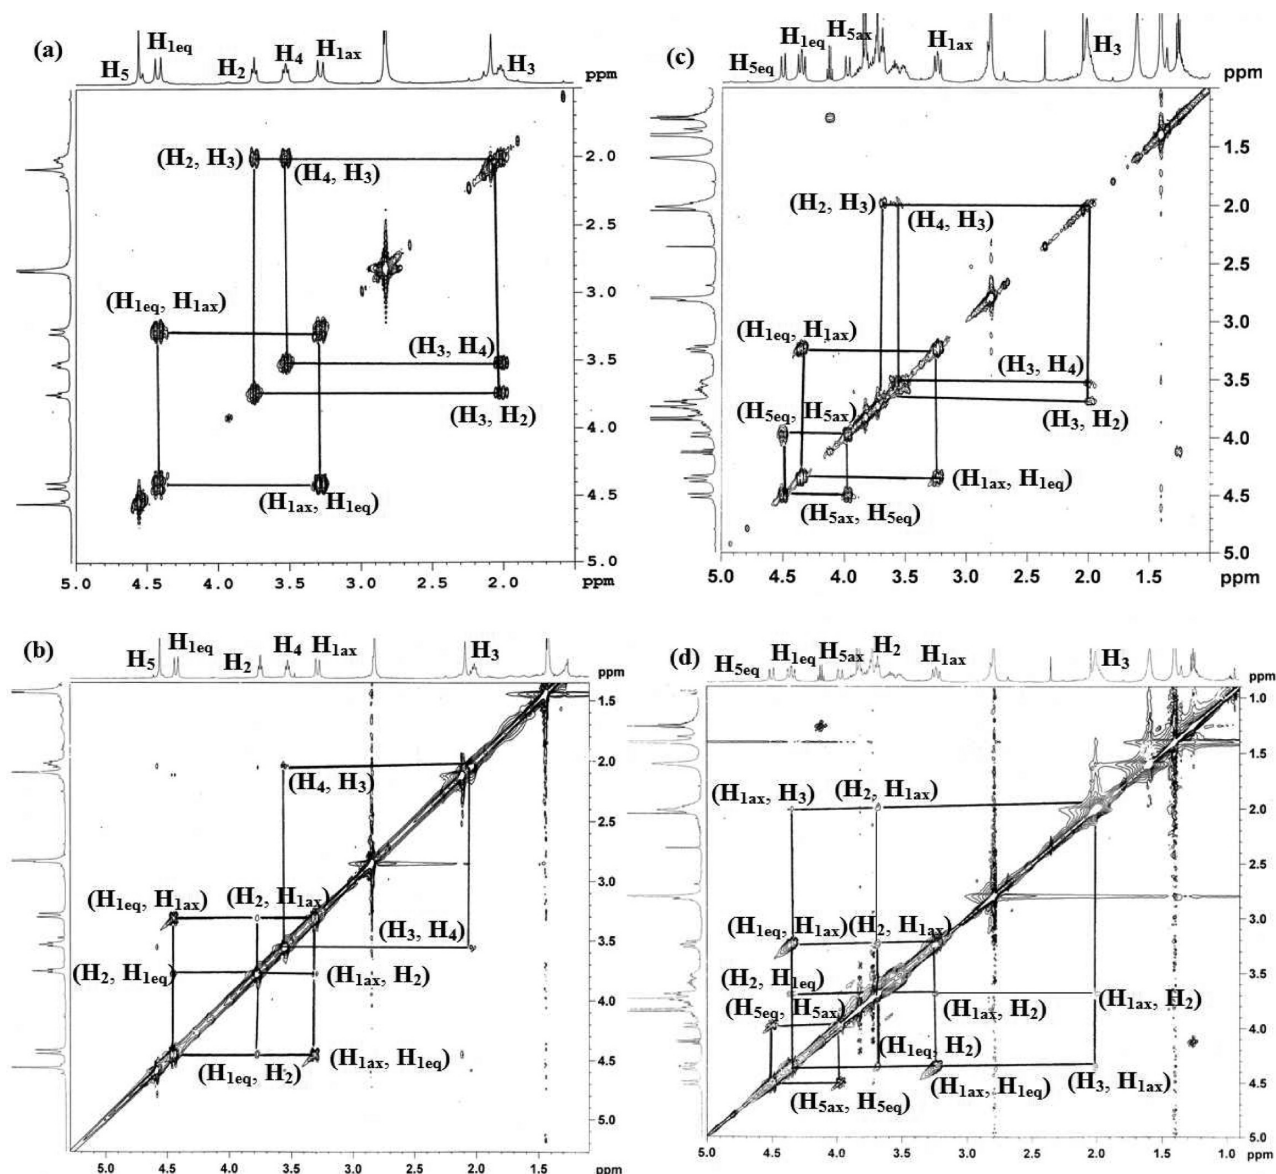 (a)
H5 H1eq H2 H4 H1ax H3
ppm
(H2, H3) (H4, H3)
2.0
2.5
(H1eq, H1ax)
3.0
(H3, H4)
3.5
(H3, H2)
4.0
(H1ax, H1eq)
4.5
5.0
5.0 4.5 4.0 3.5 3.0 2.5 2.0 ppm
(c)
H5eq H1eq H5ax H1ax H3
ppm
1.5
2.0
(H2, H3) (H4, H3)
2.5
3.0
(H1eq, H1ax)
(H3, H4)
3.5
(H5eq, H5ax)
(H3, H2)
4.0
(H1ax, H1eq)
4.5
(H5ax, H5eq)
5.0
5.0 4.5 4.0 3.5 3.0 2.5 2.0 1.5 ppm
(b)
H5 H1eq H2 H4 H1ax H3
ppm
1.5
2.0
(H4, H3)
2.5
3.0
(H1eq, H1ax) (H2, H1ax)
(H3, H4)
3.5
(H2, H1eq) (H1ax, H2)
4.0
4.5
(H1eq, H2) (H1ax, H1eq)
5.0
5.0 4.5 4.0 3.5 3.0 2.5 2.0 1.5 ppm
(d)
H5eq H1eq H5ax H2 H1ax H3
ppm
1.0
1.5
(H1ax, H3) (H2, H1ax)
2.0
2.5
3.0
(H1eq, H1ax)(H2, H1ax)
(H2, H1eq)
3.5
(H5eq, H5ax) (H1ax, H2) (H1ax, H2)
4.0
(H1eq, H2)
(H1ax, H1eq) (H3, H1ax)
4.5
(H5ax, H5eq)
5.0
5.0 4.5 4.0 3.5 3.0 2.5 2.0 1.5 1.0 ppm